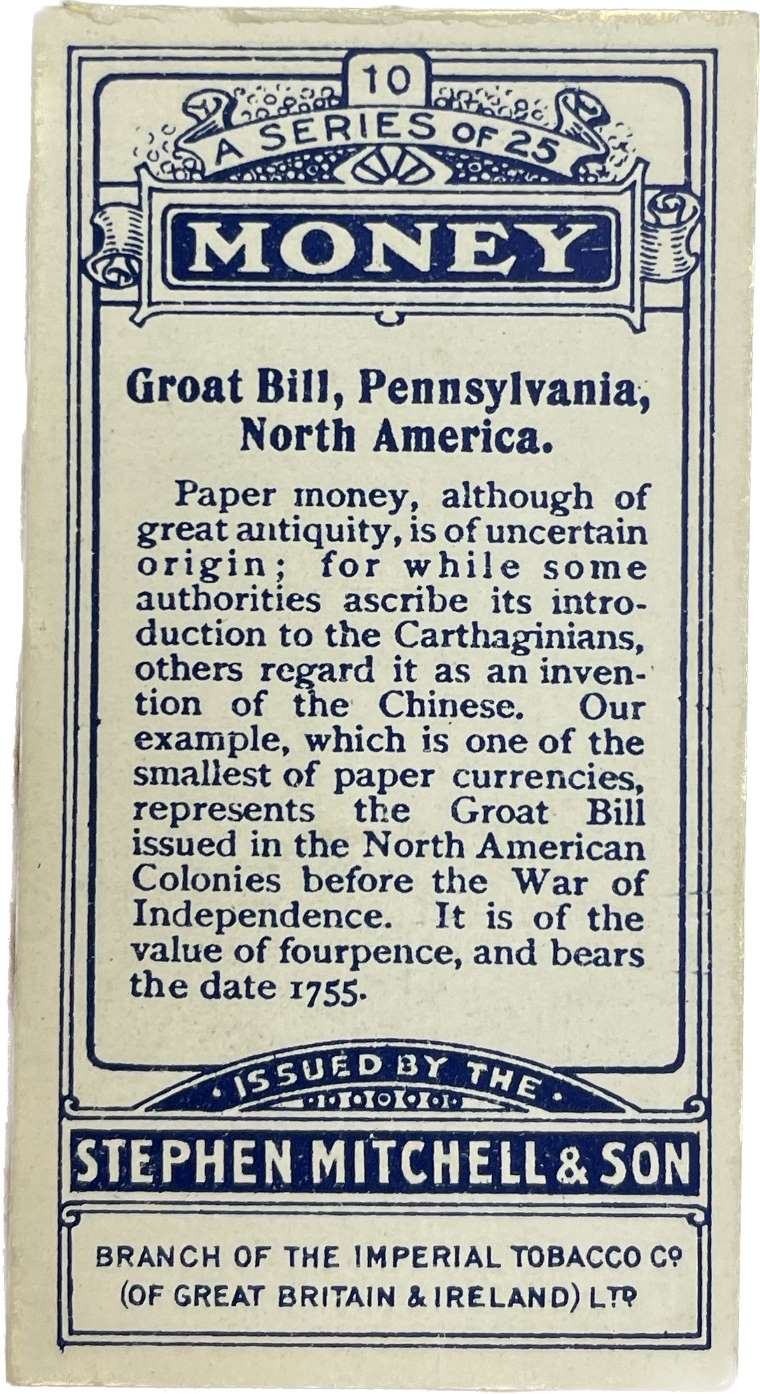 10
A SERIES OF 25
MONEY
Groat Bill, Pennsylvania,
North America.
Paper money, although of
great antiquity, is of uncertain
origin; for while some
authorities ascribe its intro-
duction to the Carthaginians,
others regard it as an inven-
tion of the Chinese. Our
example, which is one of the
smallest of paper currencies,
represents the Groat Bill
issued in the North American
Colonies before the War of
Independence. It is of the
value of fourpence, and bears
the date 1755.
· ISSUED BY THE ·
STEPHEN MITCHELL & SON
BRANCH OF THE IMPERIAL TOBACCO CO
(OF GREAT BRITAIN & IRELAND) LTD